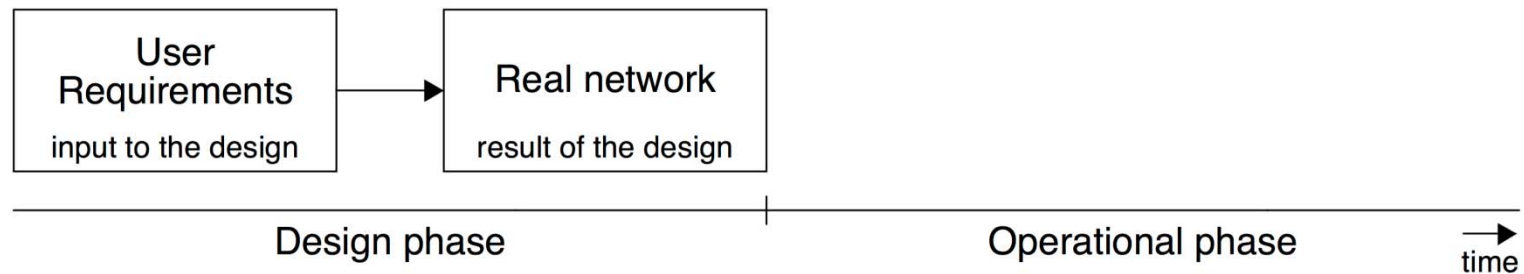 User
Requirements
input to the design
Real network
result of the design
Design phase
Operational phase
time